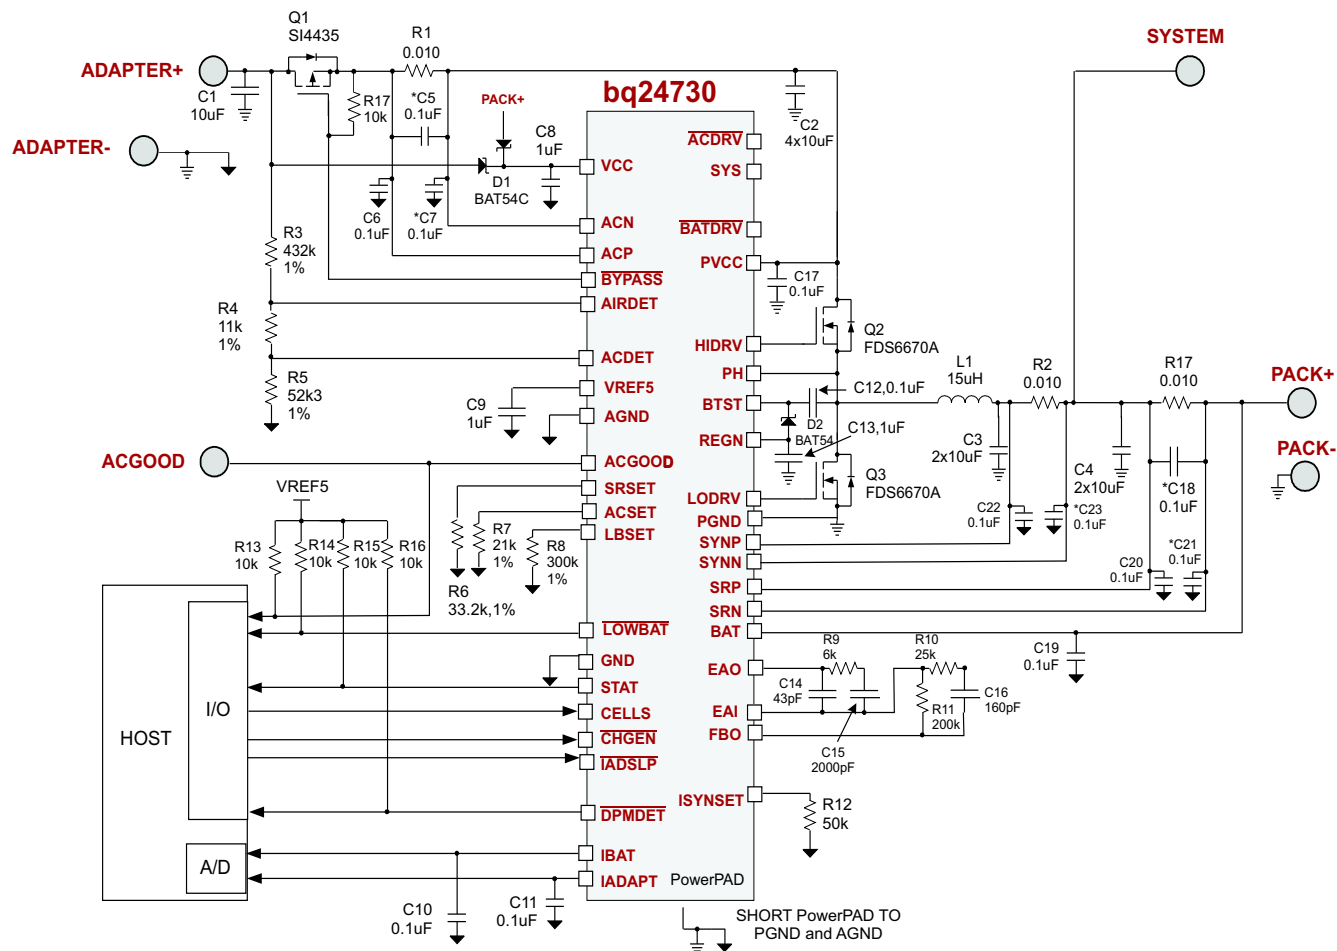 Q1
SI4435
R1
0.010
SYSTEM
ADAPTER+
C1
10uF
R17
10k
*C5
0.1uF
PACK+
C8
1uF
bq24730
C2
4x10uF
ADAPTER-
D1
BAT54C
C6
0.1uF
*C7
0.1uF
R3
432k
1%
R4
11k
1%
R5
52k3
1%
C9
1uF
VCC
ACN
ACP
BYPASS
AIRDET
ACDET
VREF5
AGND
ACGOOD
SRSET
ACSET
LBSET
LOWBAT
GND
STAT
CELLS
CHGEN
IADSLP
DPMDET
IBAT
IADAPT
ACDRV
SYS
BATDRV
PVCC
HIDRV
PH
BTST
REGN
LODRV
PGND
SYNP
SYNN
SRP
SRN
BAT
EAO
EAI
FBO
ISYNSET
PowerPAD
C17
0.1uF
Q2
FDS6670A
C12,0.1uF
D2
BAT54
C13,1uF
Q3
FDS6670A
L1
15uH
R2
0.010
R17
0.010
PACK+
PACK-
C3
2x10uF
C4
2x10uF
*C18
0.1uF
C22
0.1uF
*C23
0.1uF
C20
0.1uF
*C21
0.1uF
C19
0.1uF
R9
6k
R10
25k
C14
43pF
C16
160pF
R11
200k
C15
2000pF
R12
50k
ACGOOD
VREF5
R13
10k
R14
10k
R15
10k
R16
10k
R7
21k
1%
R8
300k
1%
R6
33.2k,1%
HOST
I/O
A/D
C10
0.1uF
C11
0.1uF
SHORT PowerPAD TO
PGND and AGND